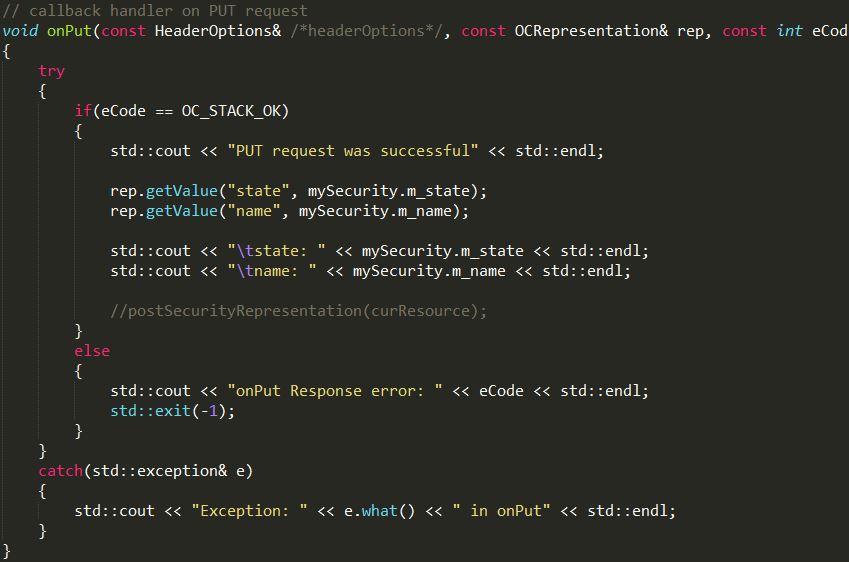 // callback handler on PUT request
void onPut(const HeaderOptions& /*headerOptions*/, const OCRepresentation& rep, const int eCod
{
    try
    {
        if(eCode == OC_STACK_OK)
        {
            std::cout << "PUT request was successful" << std::endl;

            rep.getValue("state", mySecurity.m_state);
            rep.getValue("name", mySecurity.m_name);

            std::cout << "\tstate: " << mySecurity.m_state << std::endl;
            std::cout << "\tname: " << mySecurity.m_name << std::endl;

            //postSecurityRepresentation(curResource);
        }
        else
        {
            std::cout << "onPut Response error: " << eCode << std::endl;
            std::exit(-1);
        }
    }
    catch(std::exception& e)
    {
        std::cout << "Exception: " << e.what() << " in onPut" << std::endl;
    }
}